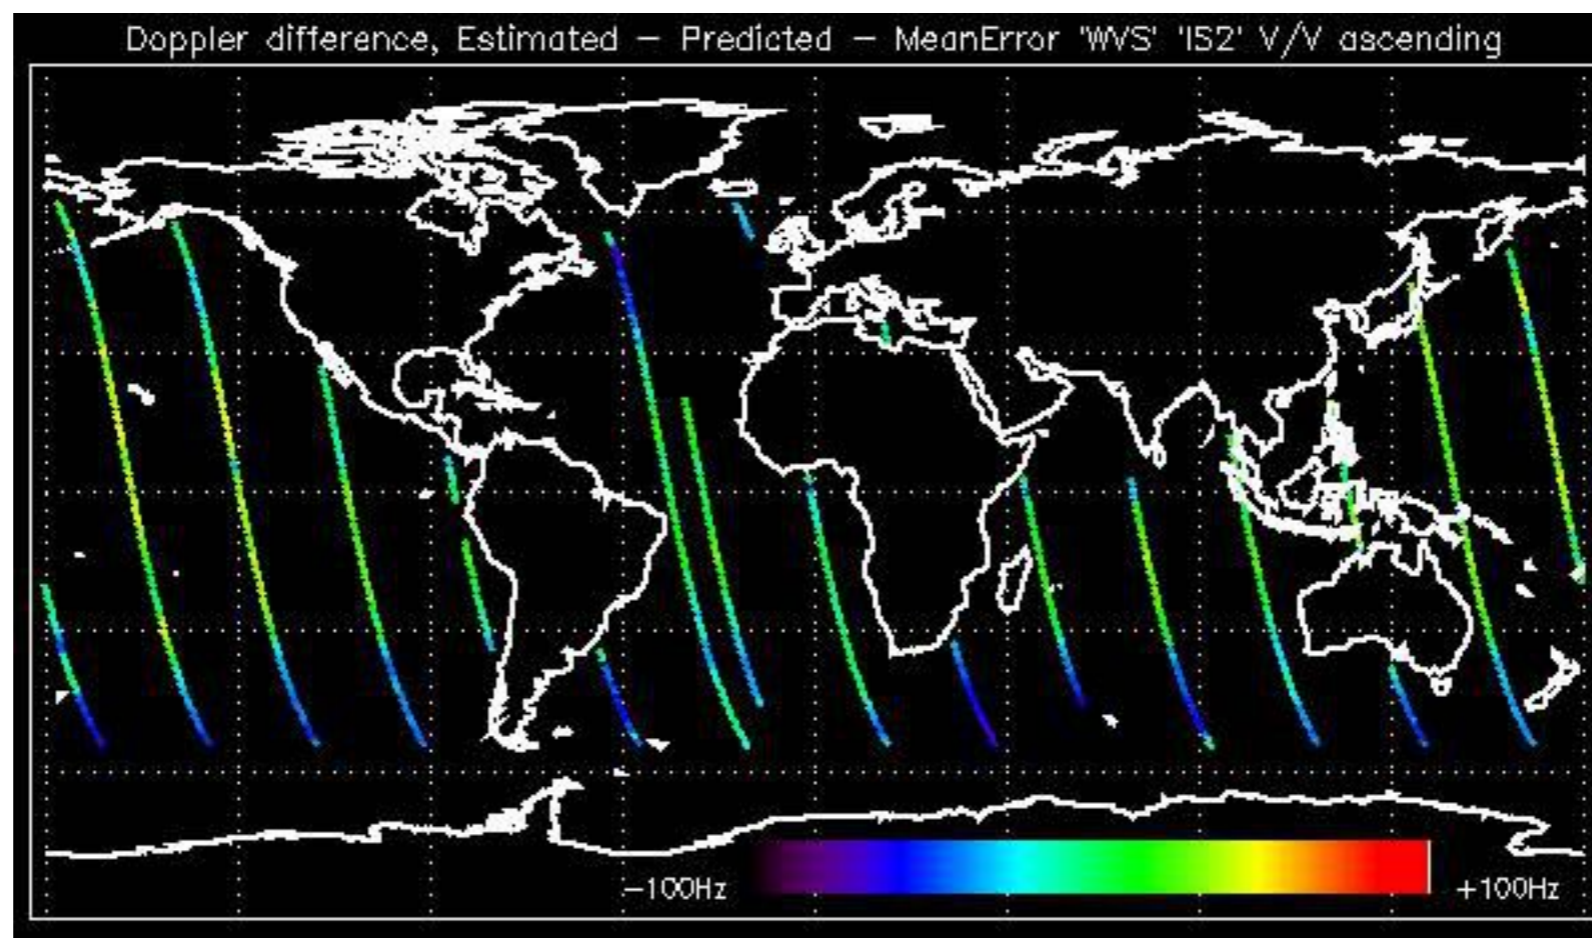 Doppler difference, Estimated – Predicted – MeanError 'WVS' 'IS2' V/V ascending
–100Hz
+100Hz